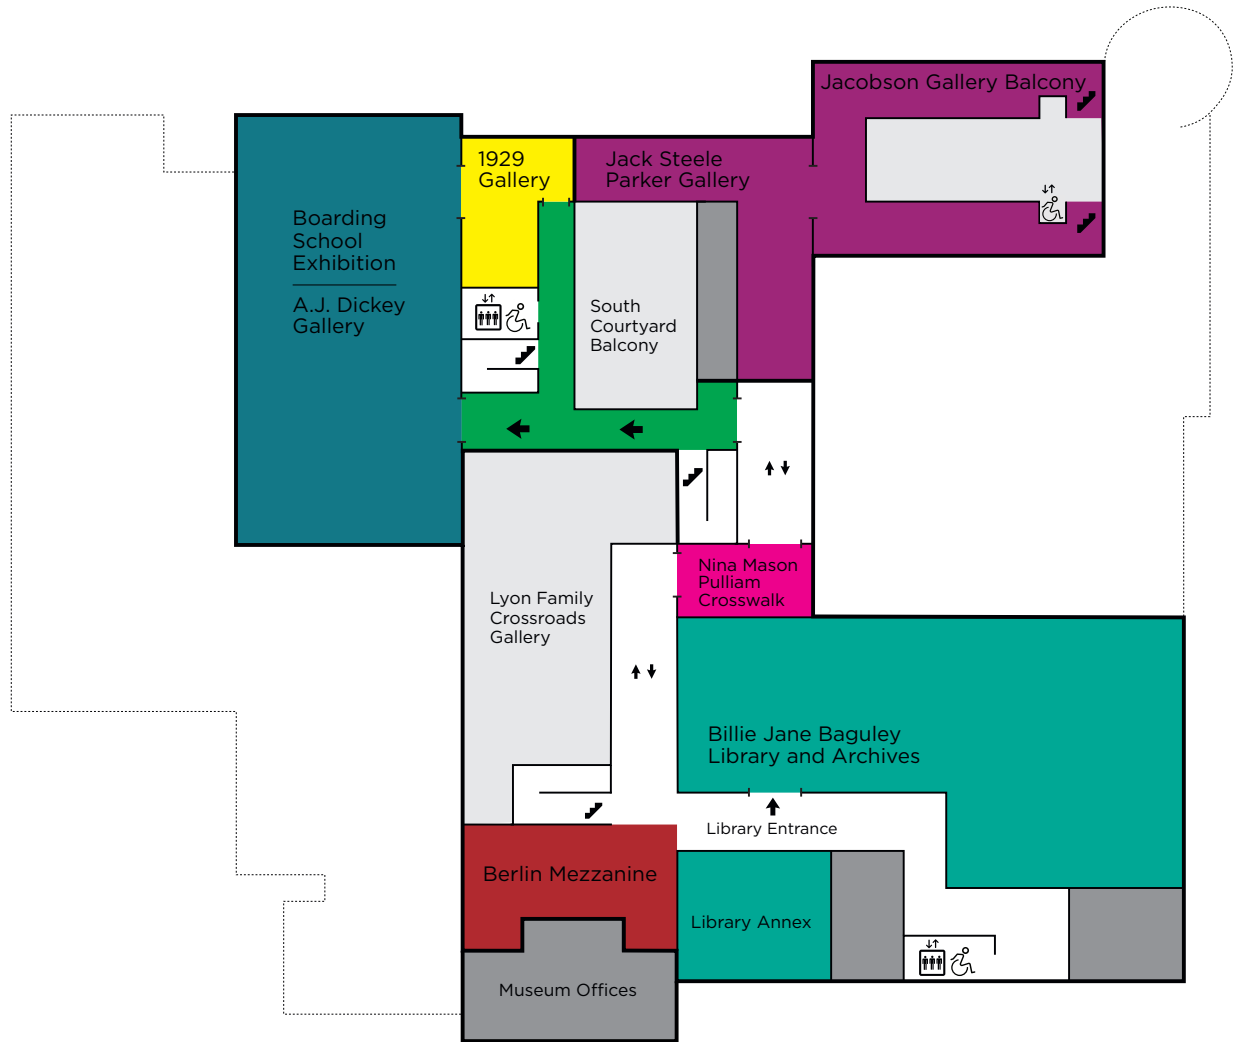 Jacobson Gallery Balcony
1929
Gallery
Jack Steele
Parker Gallery
Boarding
School
Exhibition
A.J. Dickey
Gallery
South
Courtyard
Balcony
Nina Mason
Pulliam
Crosswalk
Lyon Family
Crossroads
Gallery
Billie Jane Baguley
Library and Archives
Library Entrance
Berlin Mezzanine
Library Annex
Museum Offices